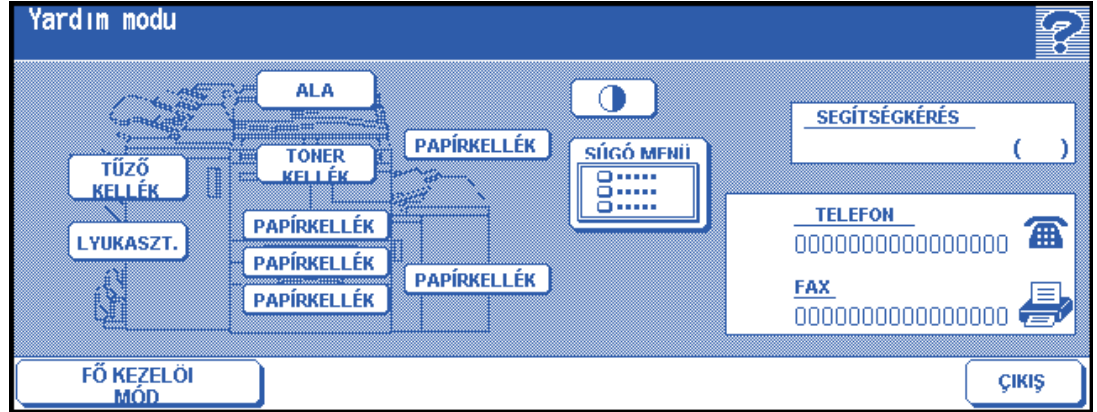 Yardım modu
?
ALA
PAPÍRKELLÉK
TONER
KELLÉK
TŰZŐ
KELLÉK
LYUKASZT.
PAPÍRKELLÉK
PAPÍRKELLÉK
PAPÍRKELLÉK
PAPÍRKELLÉK
SÚGÓ MENÜ
SEGÍTSÉGKÉRÉS
( )
TELEFON
0000000000000000
FAX
0000000000000000
FŐ KEZELÖI
MÓD
ÇIKIŞ